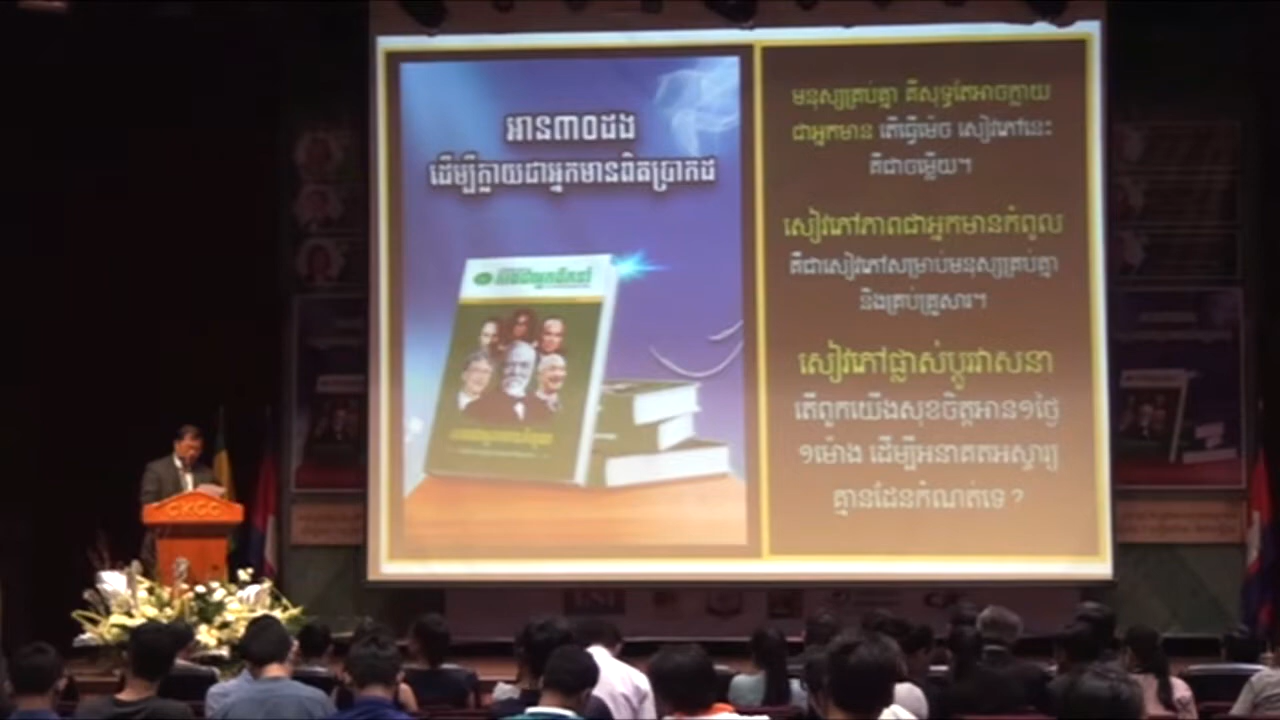 អាន៣០ដង
ដើម្បីក្លាយជាអ្នកមានពិតប្រាកដ
មនុស្សគ្រប់គ្នា គឺសុទ្ធតែអាចក្លាយ
ជាអ្នកមាន តើធ្វើម៉េច សៀវភៅនេះ
គឺជាចម្លើយ។
សៀវភៅភាពជាអ្នកមានកំពូល
គឺជាសៀវភៅសម្រាប់មនុស្សគ្រប់គ្នា
និងគ្រប់គ្រួសារ។
សៀវភៅផ្លាស់ប្តូរវាសនា
តើពួកយើងសុខចិត្តអាន១ថ្ងៃ
១ម៉ោង ដើម្បីអនាគតអស្ចារ្យ
គ្មានដែនកំណត់ទេ ?
CKCC